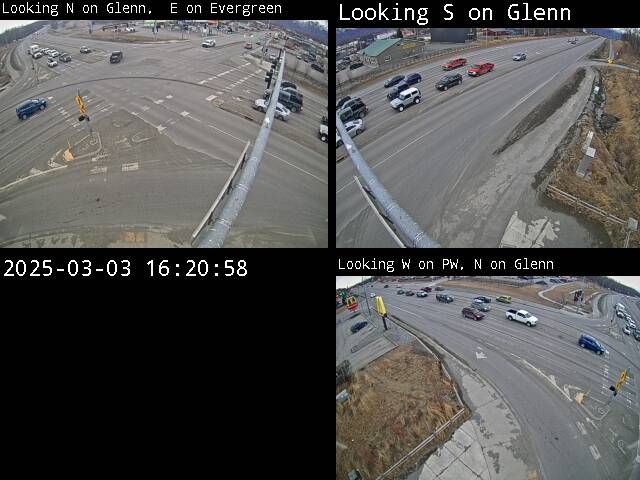 Looking N on Glenn,  E on Evergreen
Looking S on Glenn
2025-03-03 16:20:58
Looking W on PW, N on Glenn